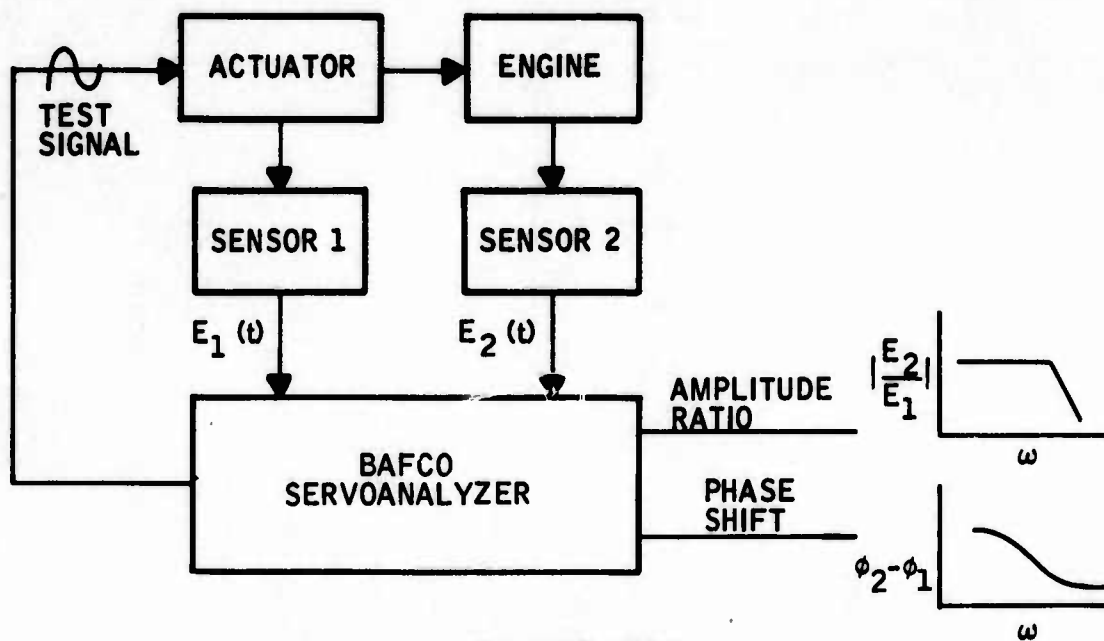 ACTUATOR
ENGINE
TEST
SIGNAL
SENSOR 1
SENSOR 2
E₁ (t)
E₂ (t)
AMPLITUDE
RATIO
|E₂/E₁|
ω
BAFCO
SERVOANALYZER
PHASE
SHIFT
ϕ₂-ϕ₁
ω